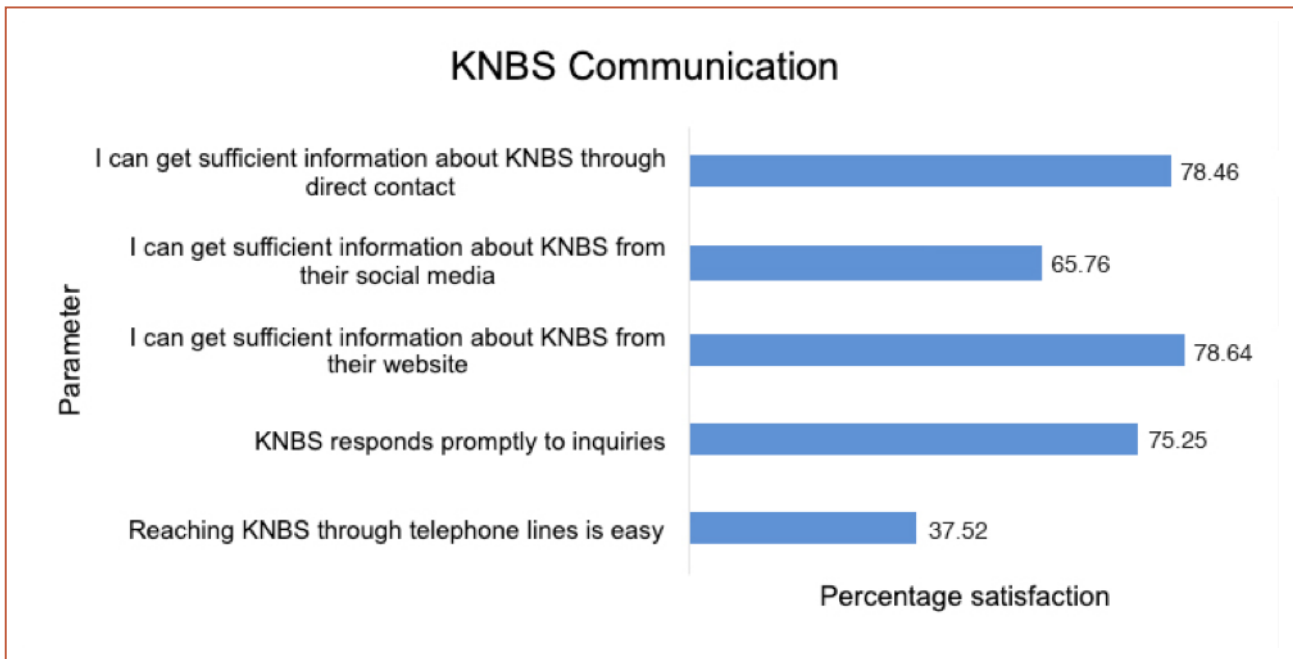 KNBS Communication
I can get sufficient information about KNBS through
direct contact
78.46
I can get sufficient information about KNBS from
their social media
65.76
I can get sufficient information about KNBS from
their website
78.64
KNBS responds promptly to inquiries
75.25
Reaching KNBS through telephone lines is easy
37.52
Parameter
Percentage satisfaction